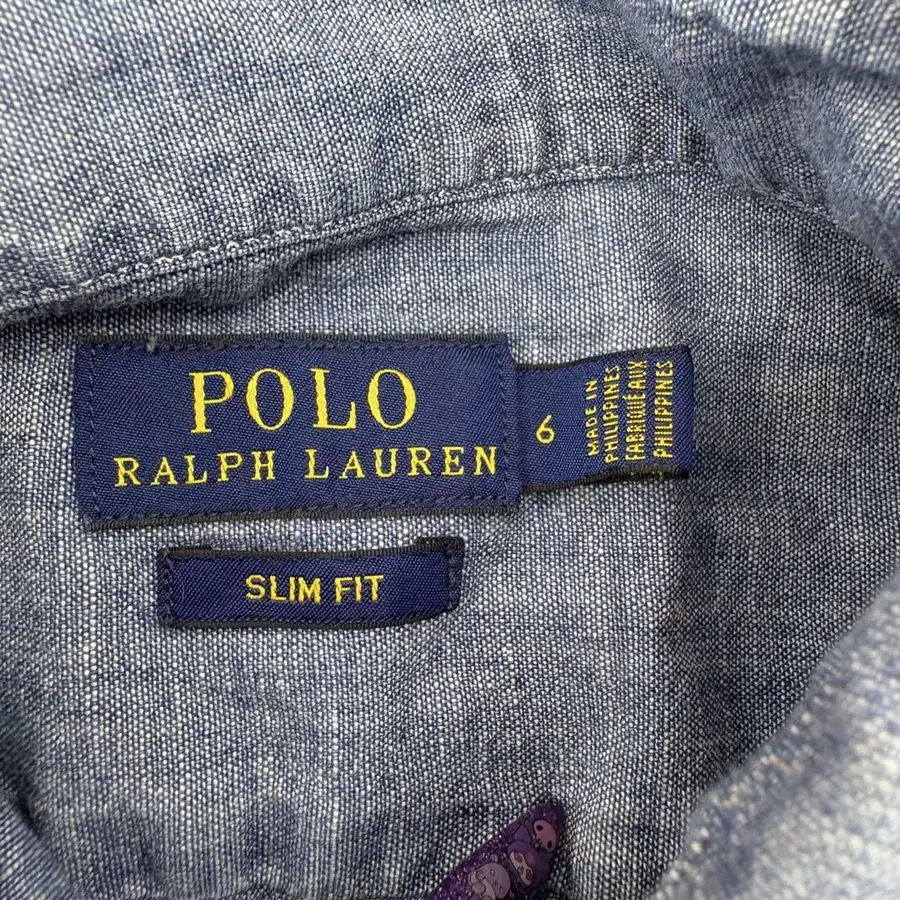 POLO
RALPH LAUREN
6
MADE IN
PHILIPPINES
FABRIQUÉ AUX
PHILIPPINES
SLIM FIT